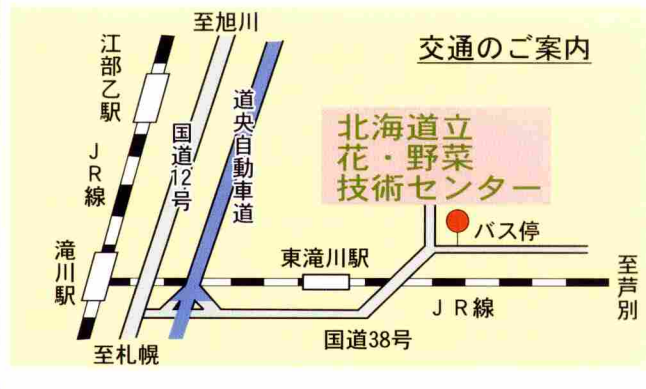 交通のご案内
至旭川
江部乙駅
JR線
国道12号
道央自動車道
北海道立
花・野菜
技術センター
バス停
滝川駅
東滝川駅
至芦別
JR線
国道38号
至札幌